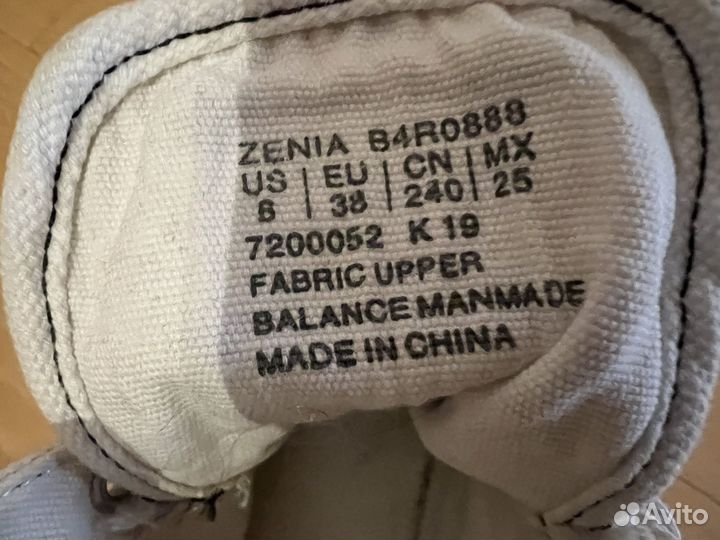 ZENIA B4R0888
US | EU | CN | MX
8 | 38 | 240 | 25
7200052 K 19
FABRIC UPPER
BALANCE MANMADE
MADE IN CHINA
Avito